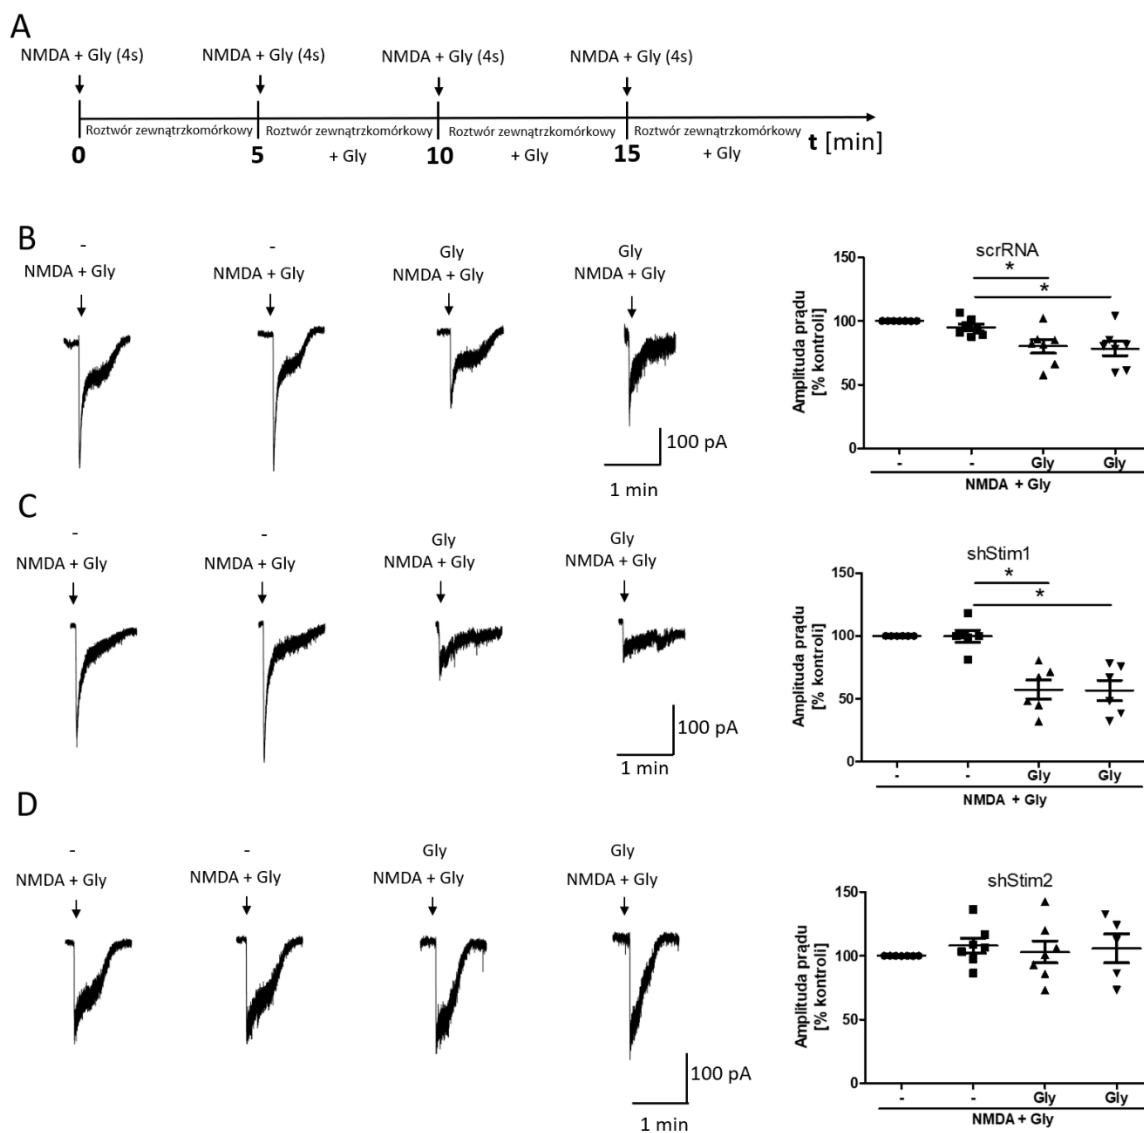 A
NMDA + Gly (4s) NMDA + Gly (4s) NMDA + Gly (4s) NMDA + Gly (4s)
Roztwór zewnątrzkomórkowy Roztwór zewnątrzkomórkowy Roztwór zewnątrzkomórkowy Roztwór zewnątrzkomórkowy
0 5 + Gly 10 + Gly 15 + Gly t [min]
B
- - Gly Gly
NMDA + Gly NMDA + Gly NMDA + Gly NMDA + Gly
100 pA
1 min
scrRNA
* *
Amplituda prądu
[% kontroli]
150
100
50
0
- - Gly Gly
NMDA + Gly
C
- - Gly Gly
NMDA + Gly NMDA + Gly NMDA + Gly NMDA + Gly
100 pA
1 min
shStim1
* *
Amplituda prądu
[% kontroli]
150
100
50
0
- - Gly Gly
NMDA + Gly
D
- - Gly Gly
NMDA + Gly NMDA + Gly NMDA + Gly NMDA + Gly
100 pA
1 min
shStim2
Amplituda prądu
[% kontroli]
150
100
50
0
- - Gly Gly
NMDA + Gly